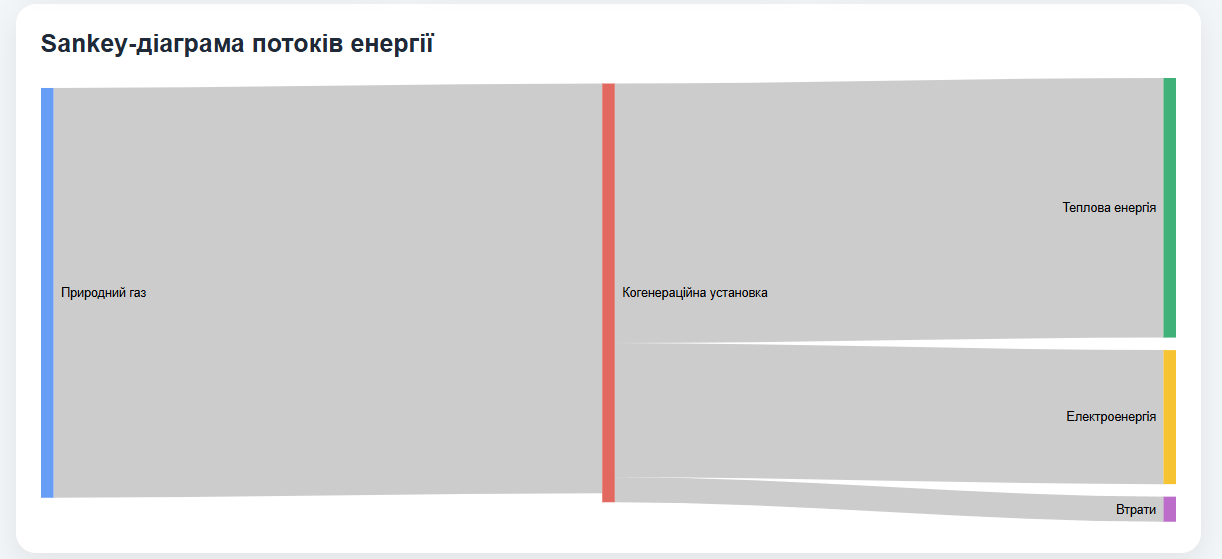 Sankey-діаграма потоків енергії
Теплова енергія
Природний газ
Когенераційна установка
Електроенергія
Втрати